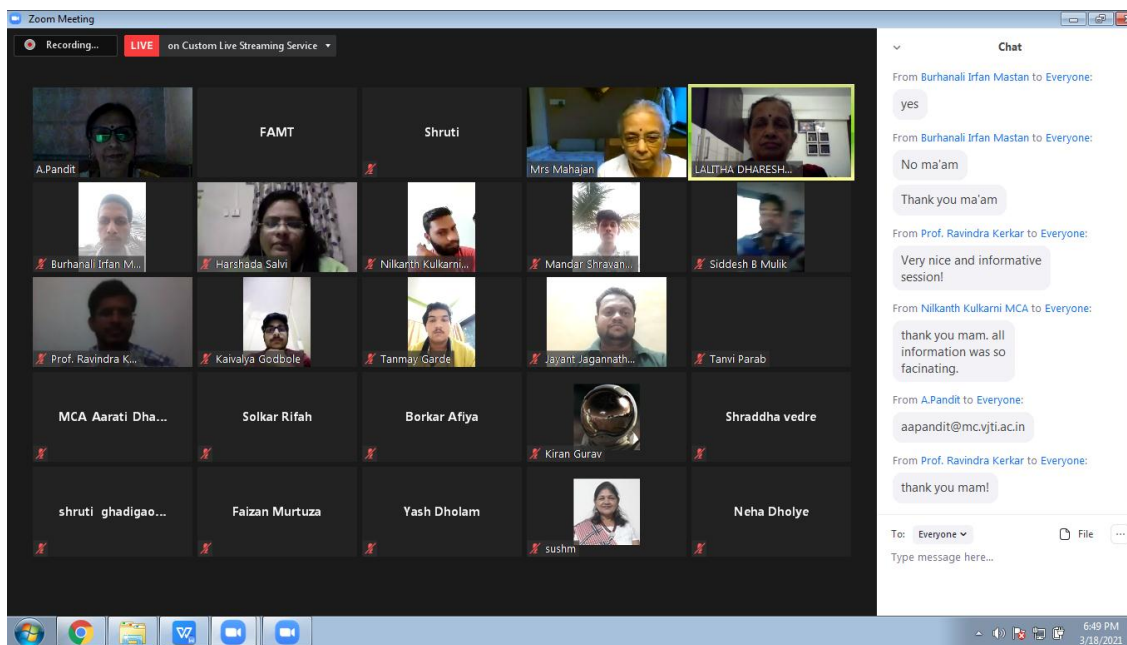 Zoom Meeting
Recording...
LIVE on Custom Live Streaming Service
A.Pandit
FAMT
Shruti
Mrs Mahajan
LALITHA DHARESH...
Burhanali Irfan M...
Harshada Salvi
Nilkanth Kulkarni...
Mandar Shravan...
Siddesh B Mulik
Prof. Ravindra K...
Kaivalya Godbole
Tanmay Garde
Jayant Jagannath...
Tanvi Parab
MCA Aarati Dha...
Solkar Rifah
Borkar Afiya
Kiran Gurav
Shraddha vedre
shruti ghadigao...
Faizan Murtuza
Yash Dholam
sushm
Neha Dholye
Chat
From Burhanali Irfan Mastan to Everyone:
yes
From Burhanali Irfan Mastan to Everyone:
No ma'am
Thank you ma'am
From Prof. Ravindra Kerkar to Everyone:
Very nice and informative
session!
From Nilkanth Kulkarni MCA to Everyone:
thank you mam. all
information was so
facinating.
From A.Pandit to Everyone:
aapandit@mc.vjti.ac.in
From Prof. Ravindra Kerkar to Everyone:
thank you mam!
To: Everyone File ...
Type message here...
6:49 PM
3/18/2021